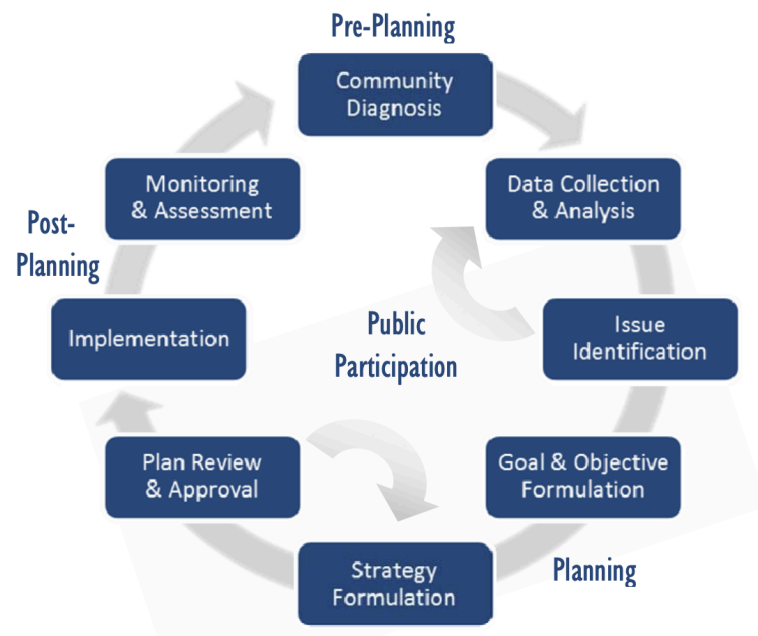 Pre-Planning
Community
Diagnosis
Data Collection
& Analysis
Issue
Identification
Goal & Objective
Formulation
Planning
Strategy
Formulation
Plan Review
& Approval
Implementation
Post-
Planning
Monitoring
& Assessment
Public
Participation